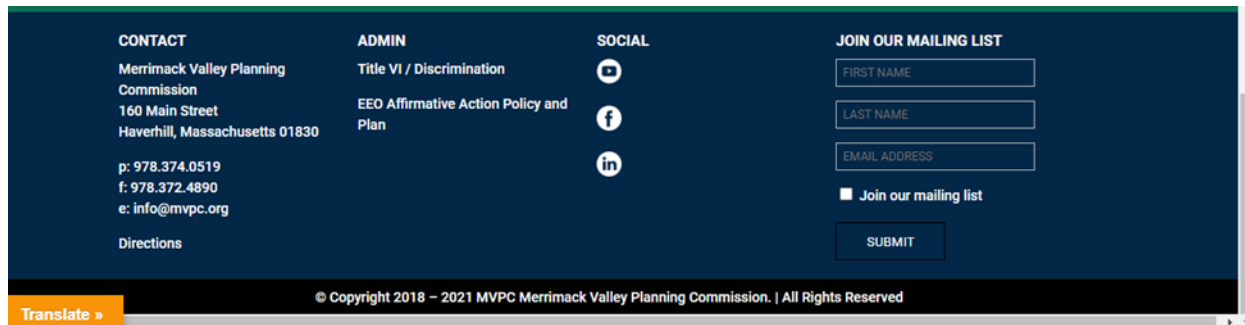 CONTACT
Merrimack Valley Planning
Commission
160 Main Street
Haverhill, Massachusetts 01830
p: 978.374.0519
f: 978.372.4890
e: info@mvpc.org
Directions
ADMIN
Title VI / Discrimination
EEO Affirmative Action Policy and
Plan
SOCIAL
f
in
JOIN OUR MAILING LIST
FIRST NAME
LAST NAME
EMAIL ADDRESS
Join our mailing list
SUBMIT
© Copyright 2018 – 2021 MVPC Merrimack Valley Planning Commission. | All Rights Reserved
Translate »